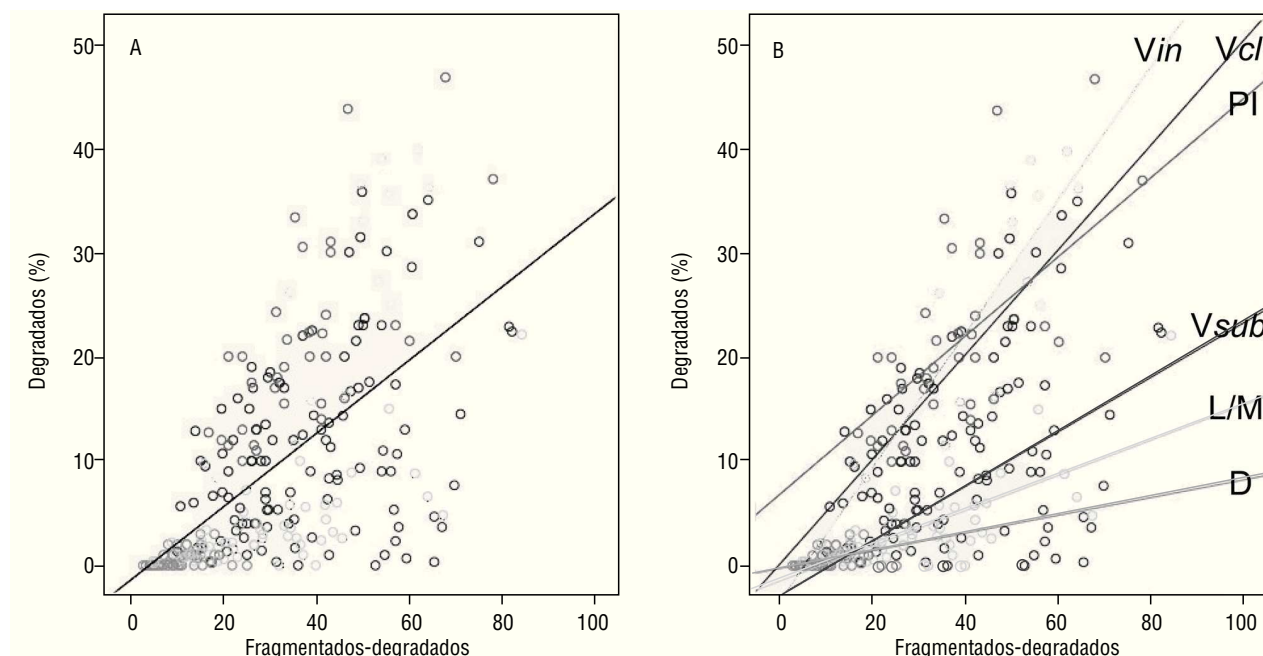 A
50
40
30
20
10
0
Degradados (%)
0 20 40 60 80 100
Fragmentados-degradados
B
Vin Vcl
PI
Vsub
L/M
D
50
40
30
20
10
0
Degradados (%)
0 20 40 60 80 100
Fragmentados-degradados